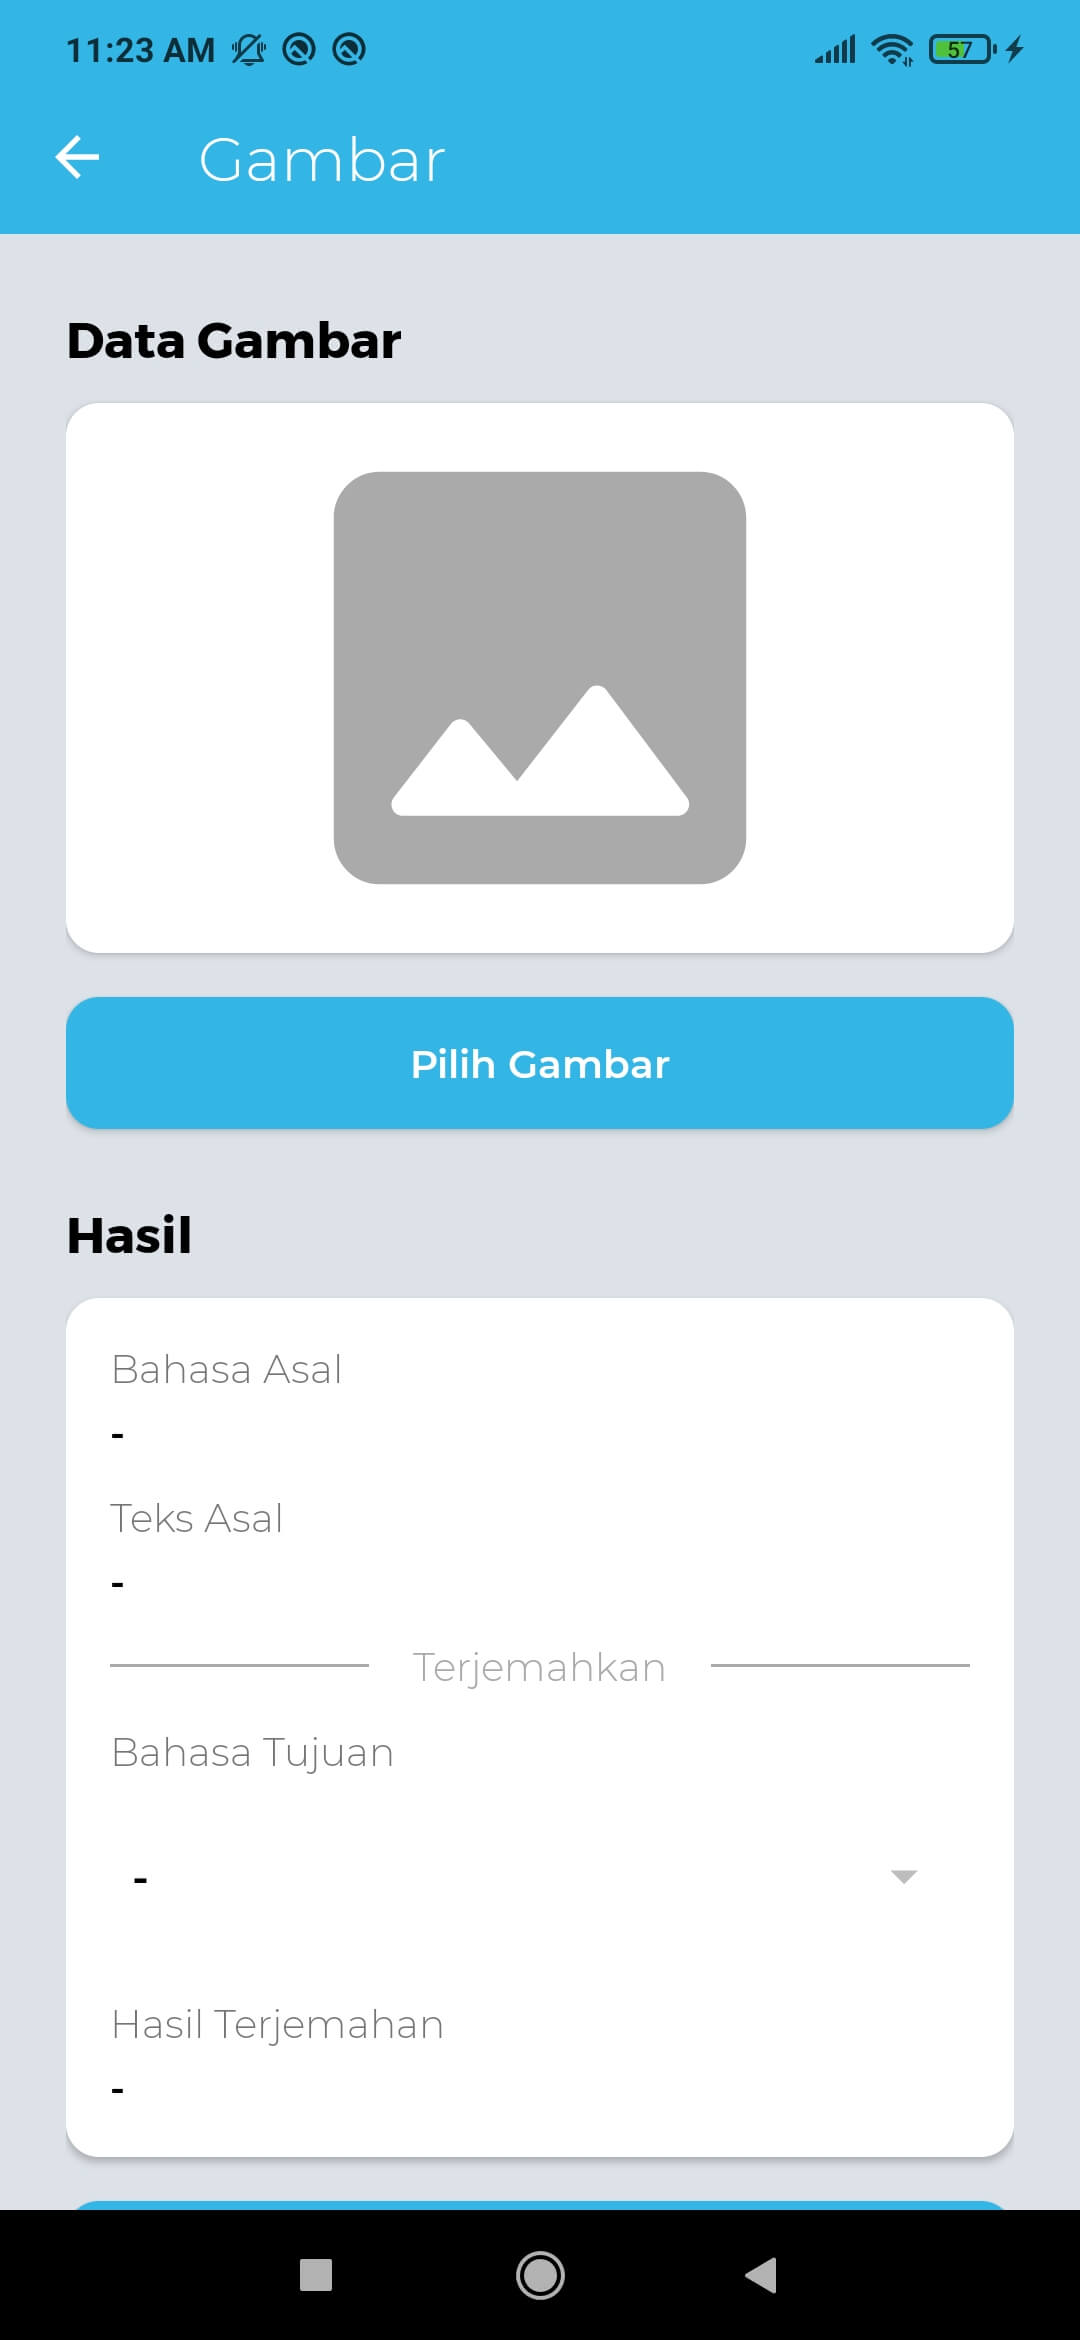 11:23 AM
57
Gambar
Data Gambar
Pilih Gambar
Hasil
Bahasa Asal
-
Teks Asal
-
Terjemahkan
Bahasa Tujuan
-
Hasil Terjemahan
-